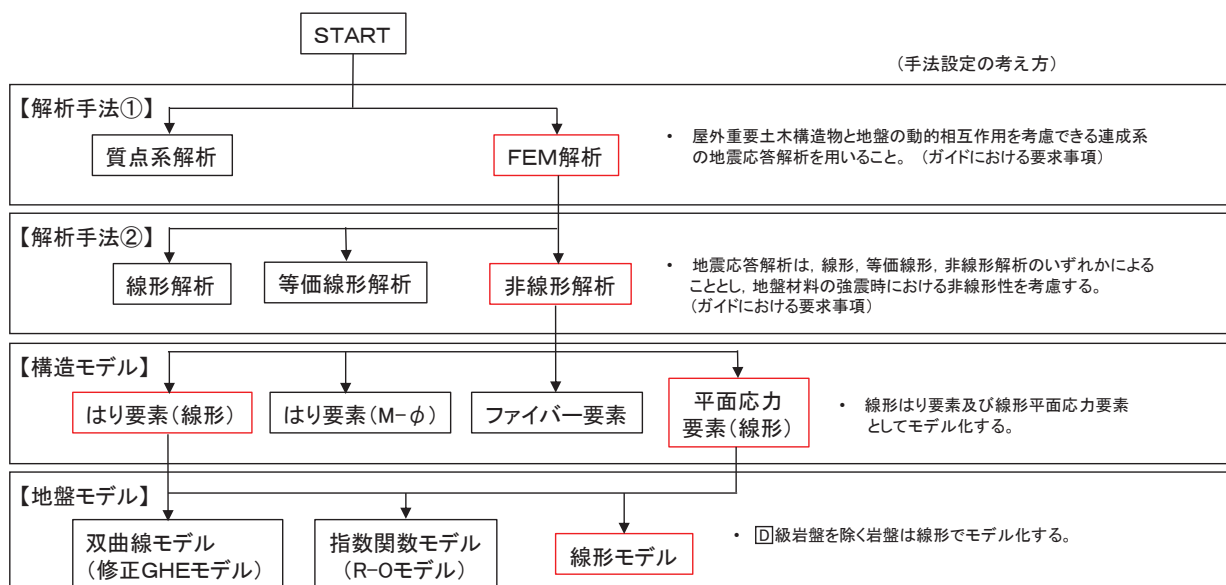 START
(手法設定の考え方)
【解析手法①】
質点系解析
FEM解析
・ 屋外重要土木構造物と地盤の動的相互作用を考慮できる連成系
の地震応答解析を用いること。 (ガイドにおける要求事項)
【解析手法②】
線形解析
等価線形解析
非線形解析
・ 地震応答解析は，線形，等価線形，非線形解析のいずれかによる
こととし，地盤材料の強震時における非線形性を考慮する。
(ガイドにおける要求事項)
【構造モデル】
はり要素(線形)
はり要素(M-φ)
ファイバー要素
平面応力
要素(線形)
・ 線形はり要素及び線形平面応力要素
としてモデル化する。
【地盤モデル】
双曲線モデル
(修正GHEモデル)
指数関数モデル
(R-Oモデル)
線形モデル
・ D級岩盤を除く岩盤は線形でモデル化する。